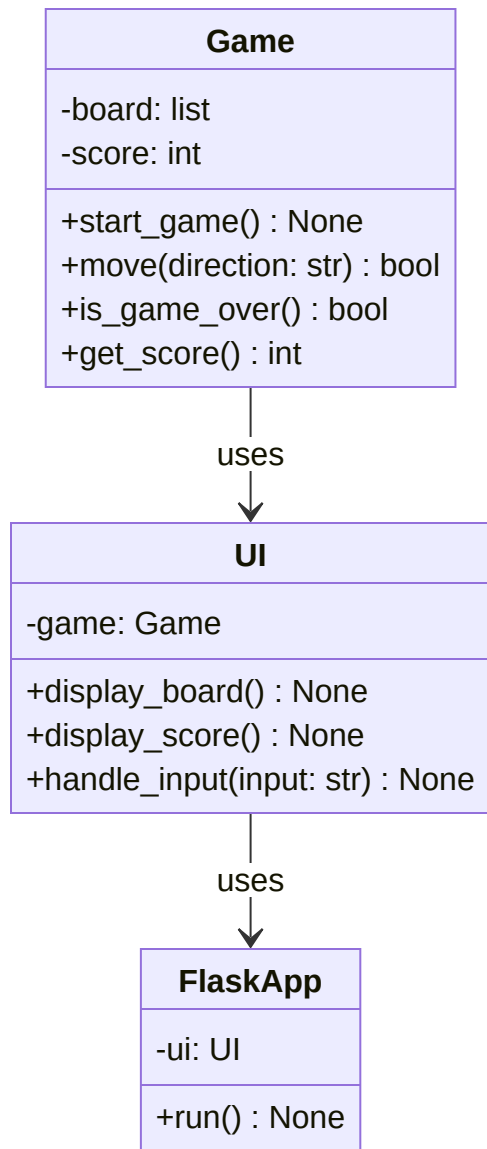 Game
-board: list
-score: int
+start_game() : None
+move(direction: str) : bool
+is_game_over() : bool
+get_score() : int
uses
UI
-game: Game
+display_board() : None
+display_score() : None
+handle_input(input: str) : None
uses
FlaskApp
-ui: UI
+run() : None